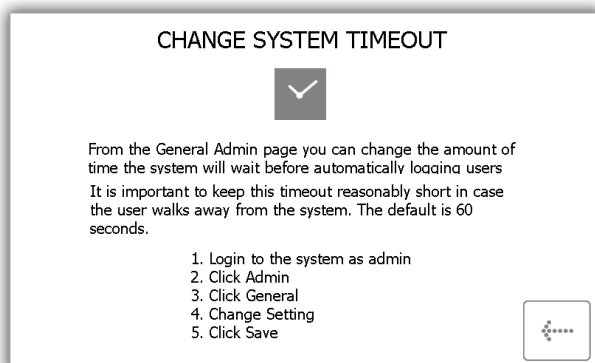 CHANGE SYSTEM TIMEOUT
From the General Admin page you can change the amount of
time the system will wait before automatically logging users
It is important to keep this timeout reasonably short in case
the user walks away from the system. The default is 60
seconds.
1. Login to the system as admin
2. Click Admin
3. Click General
4. Change Setting
5. Click Save